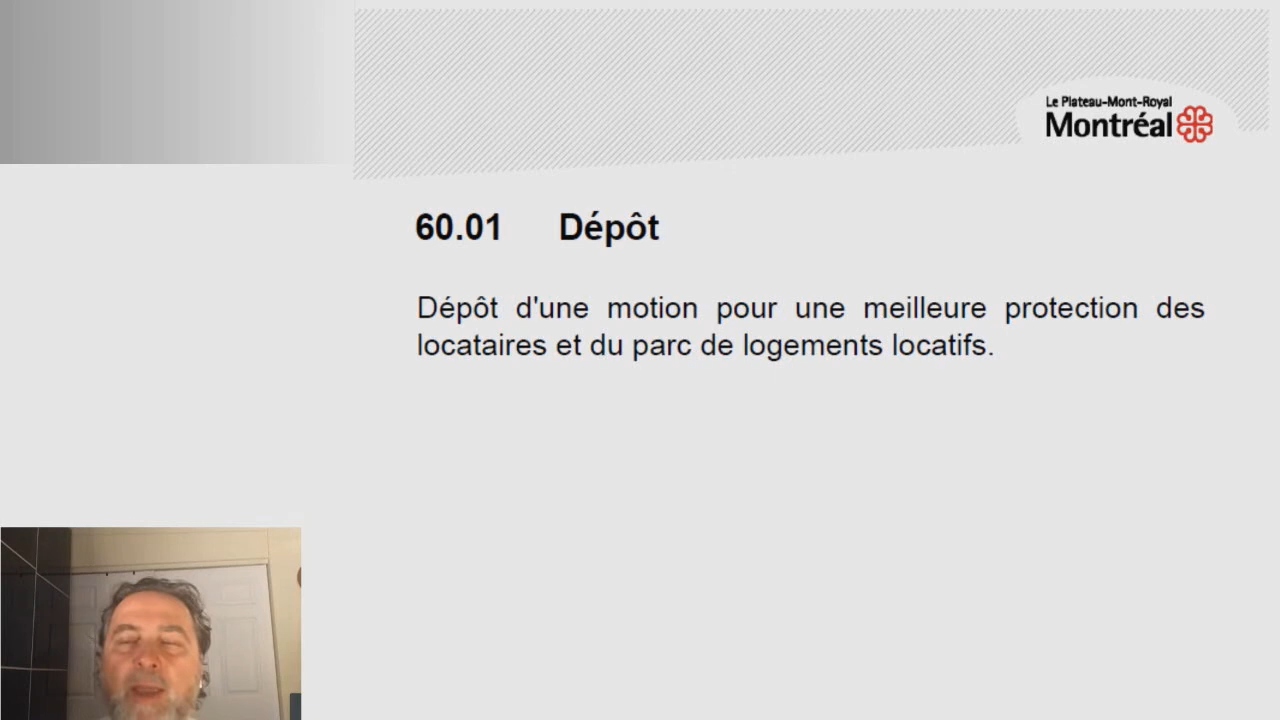 Le Plateau-Mont-Royal
Montréal
60.01 Dépôt
Dépôt d'une motion pour une meilleure protection des
locataires et du parc de logements locatifs.